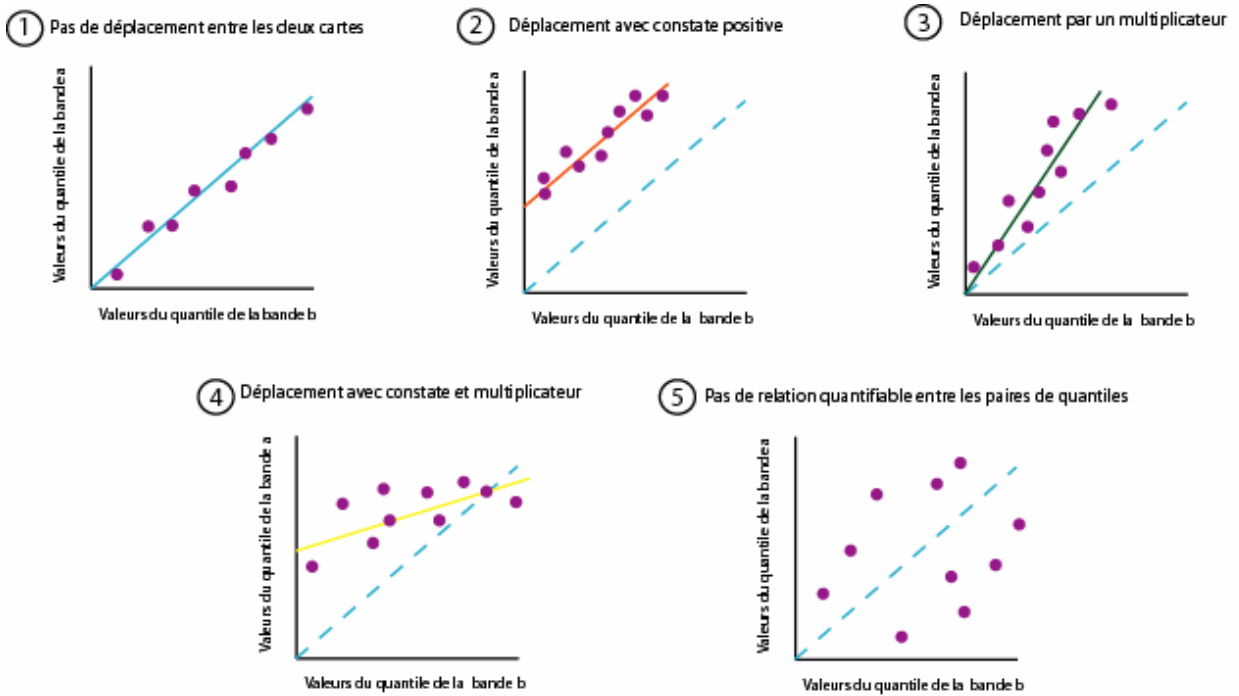 1 Pas de déplacement entre les deux cartes
Valeurs du quantile de la bande a
Valeurs du quantile de la bande b
2 Déplacement avec constate positive
Valeurs du quantile de la bande a
Valeurs du quantile de la bande b
3 Déplacement par un multiplicateur
Valeurs du quantile de la bande a
Valeurs du quantile de la bande b
4 Déplacement avec constate et multiplicateur
Valeurs du quantile de la bande a
Valeurs du quantile de la bande b
5 Pas de relation quantifiable entre les paires de quantiles
Valeurs du quantile de la bande a
Valeurs du quantile de la bande b